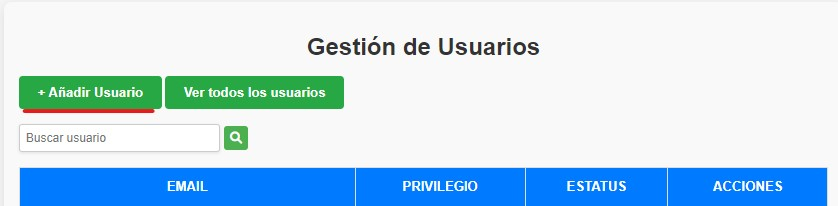 Gestión de Usuarios
+ Añadir Usuario Ver todos los usuarios
Buscar usuario
EMAIL PRIVILEGIO ESTATUS ACCIONES